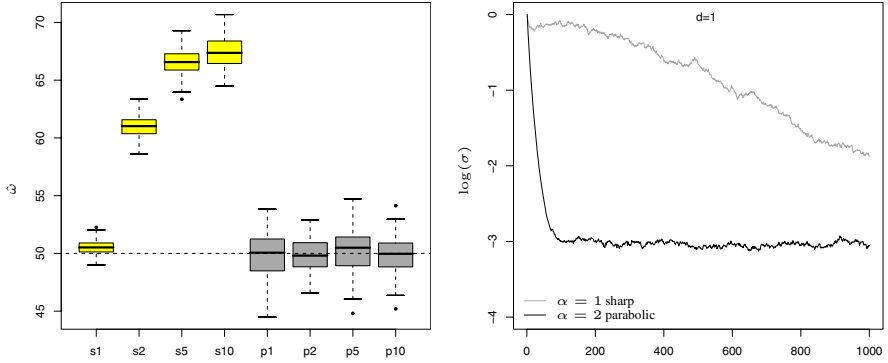 70
65
60
55
50
45
ω̂
s1 s2 s5 s10 p1 p2 p5 p10
d=1
0
−1
−2
−3
−4
log(σ)
α = 1 sharp
α = 2 parabolic
0 200 400 600 800 1000